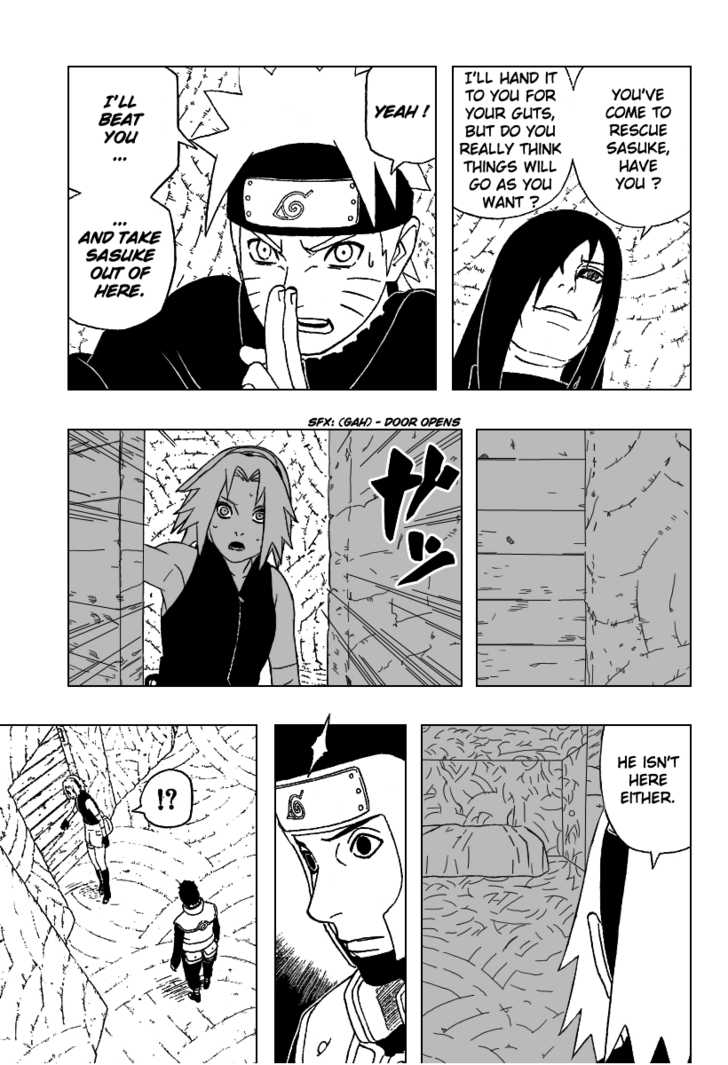 YOU'VE
COME TO
RESCUE
SASUKE,
HAVE
YOU ?
I'LL HAND IT
TO YOU FOR
YOUR GUTS,
BUT DO YOU
REALLY THINK
THINGS WILL
GO AS YOU
WANT ?
YEAH !
I'LL
BEAT
YOU
...
...
AND TAKE
SASUKE
OUT OF
HERE.
SFX: (GAH) - DOOR OPENS
ガッ
HE ISN'T
HERE
EITHER.
!?